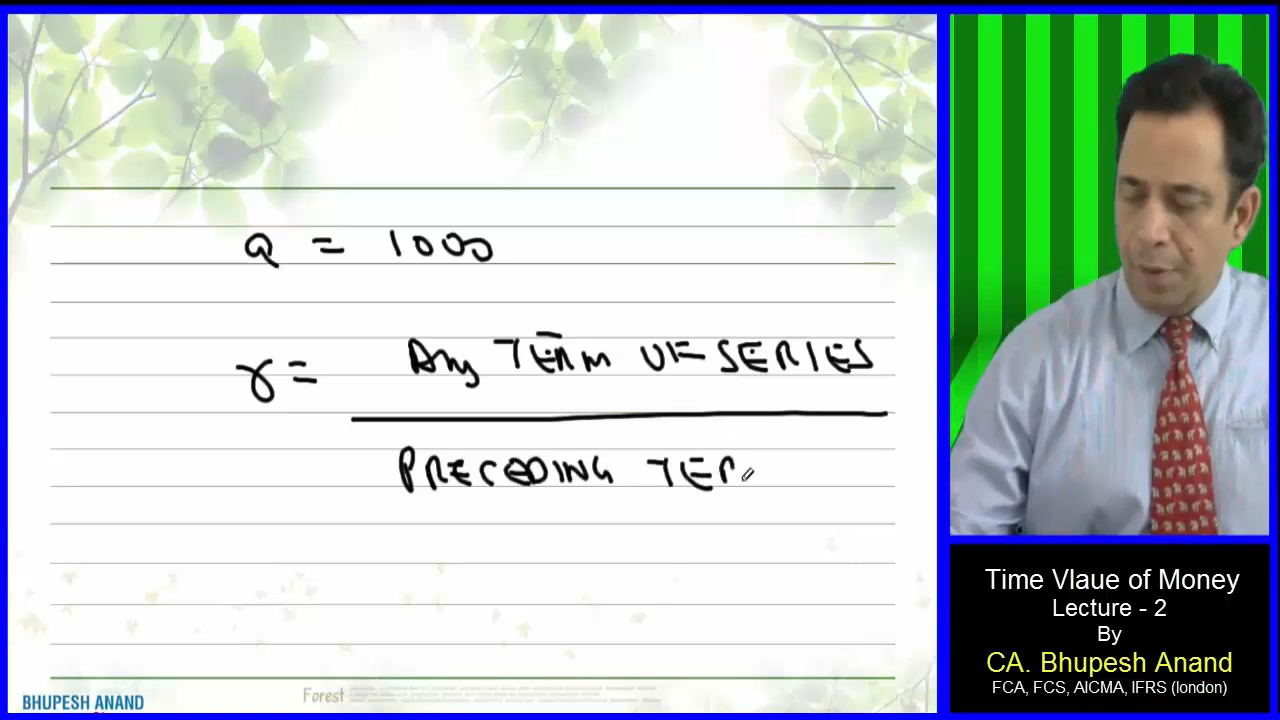 a = 1000
r = Any TERM OF SERIES
PRECEDING TER
BHUPESH ANAND
Forest
Time Vlaue of Money
Lecture - 2
By
CA. Bhupesh Anand
FCA, FCS, AICMA, IFRS (london)